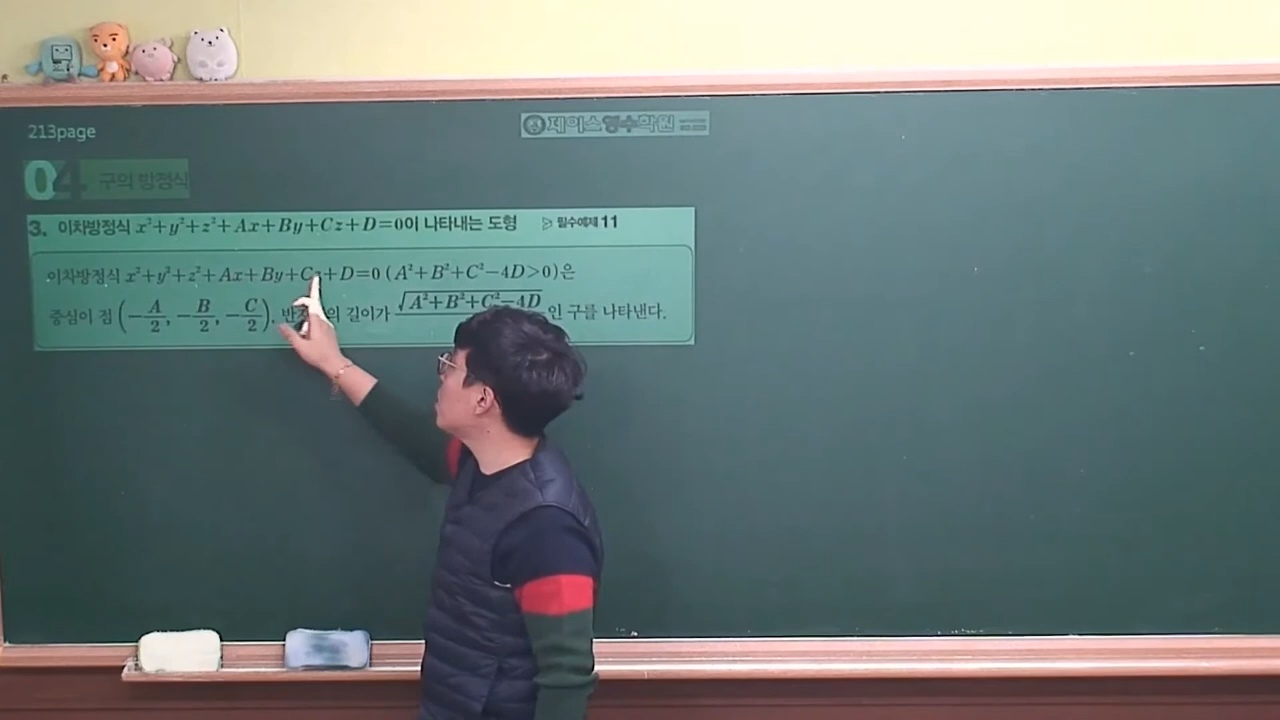 213page
제이스영수학원
04 구의 방정식
3. 이차방정식 x²+y²+z²+Ax+By+Cz+D=0이 나타내는 도형 필수예제 11
이차방정식 x²+y²+z²+Ax+By+Cz+D=0 (A²+B²+C²-4D>0)은
중심이 점 (-A/2, -B/2, -C/2), 반의 길이가 √A²+B²+C²-4D 인 구를 나타낸다.